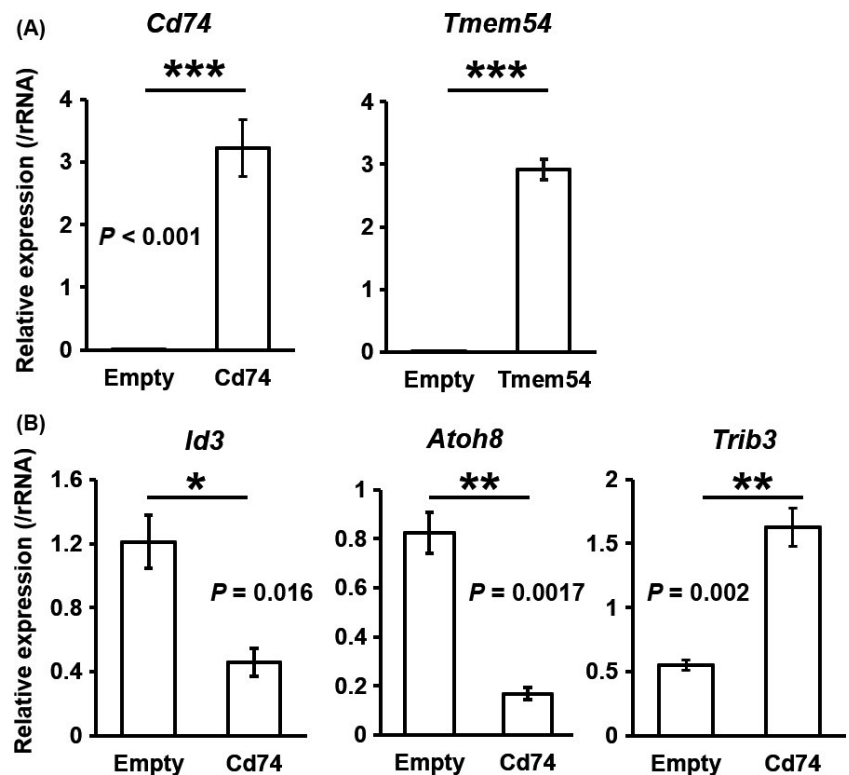 (A)
Cd74
Tmem54
***
***
Relative expression (/rRNA)
4
3
2
1
0
P < 0.001
Empty Cd74
4
3
2
1
0
Empty Tmem54
(B)
Id3
Atoh8
Trib3
*
**
**
Relative expression (/rRNA)
1.6
1.2
0.8
0.4
0
P = 0.016
Empty Cd74
1
0.8
0.6
0.4
0.2
0
P = 0.0017
Empty Cd74
2
1.5
1
0.5
0
P = 0.002
Empty Cd74